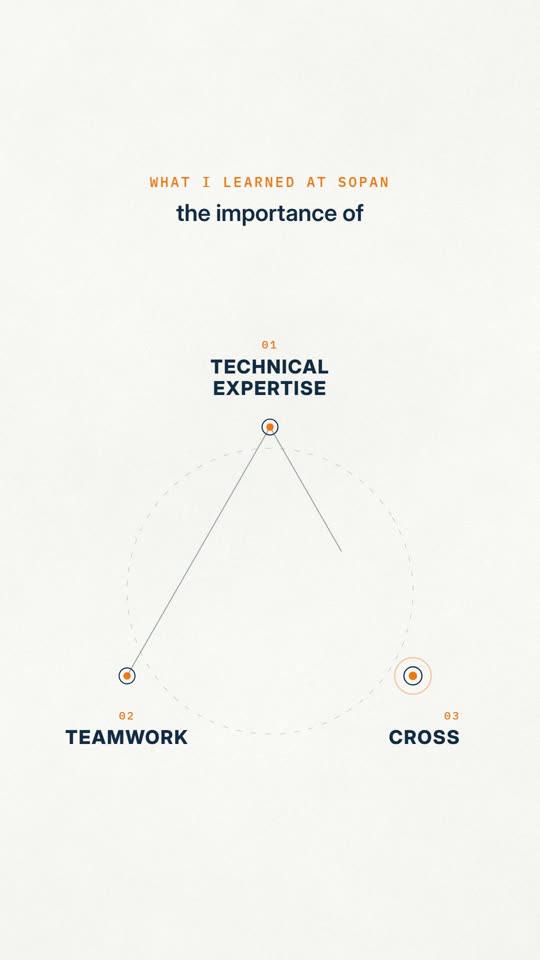 WHAT I LEARNED AT SOPAN
the importance of
01
TECHNICAL
EXPERTISE
02
TEAMWORK
03
CROSS